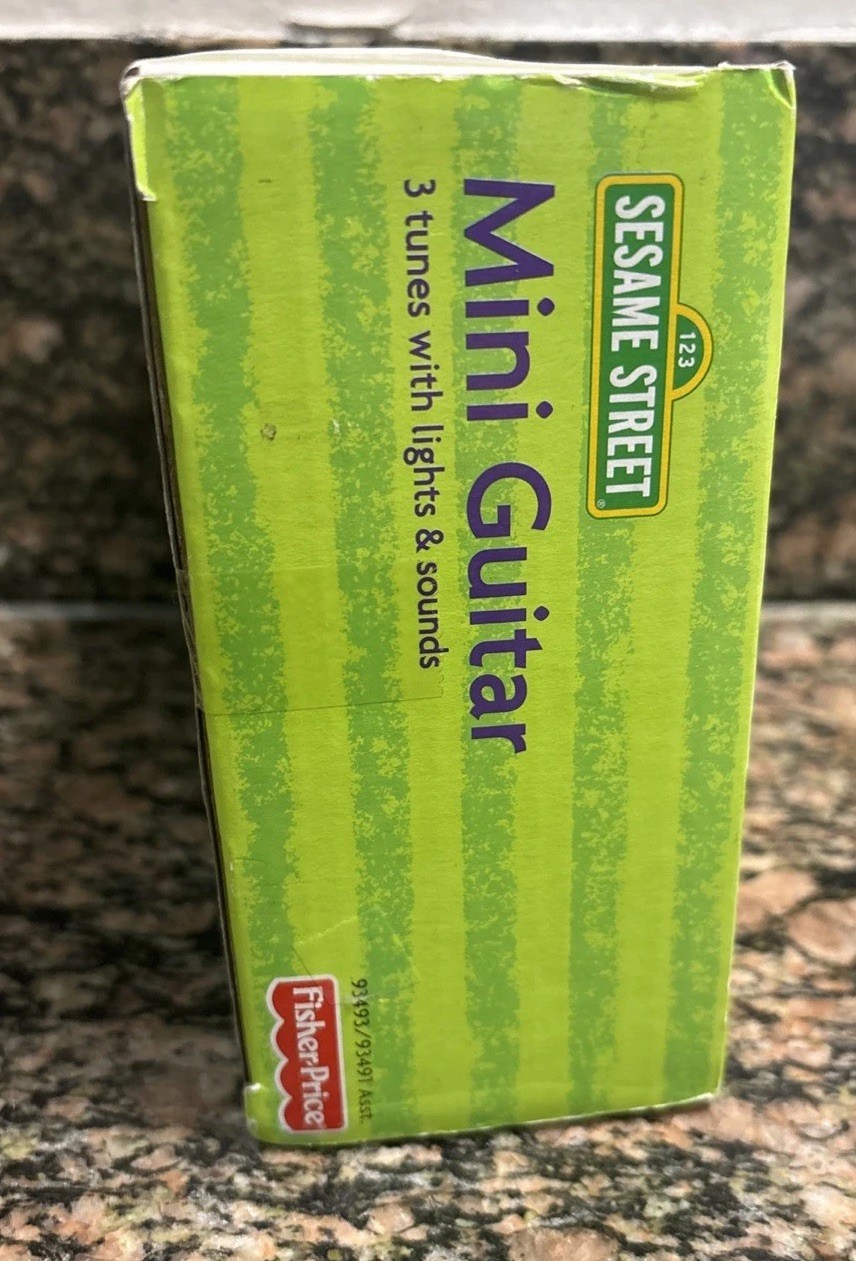 123
SESAME STREET®
Mini Guitar
3 tunes with lights & sounds
93493/93491 Asst.
Fisher-Price